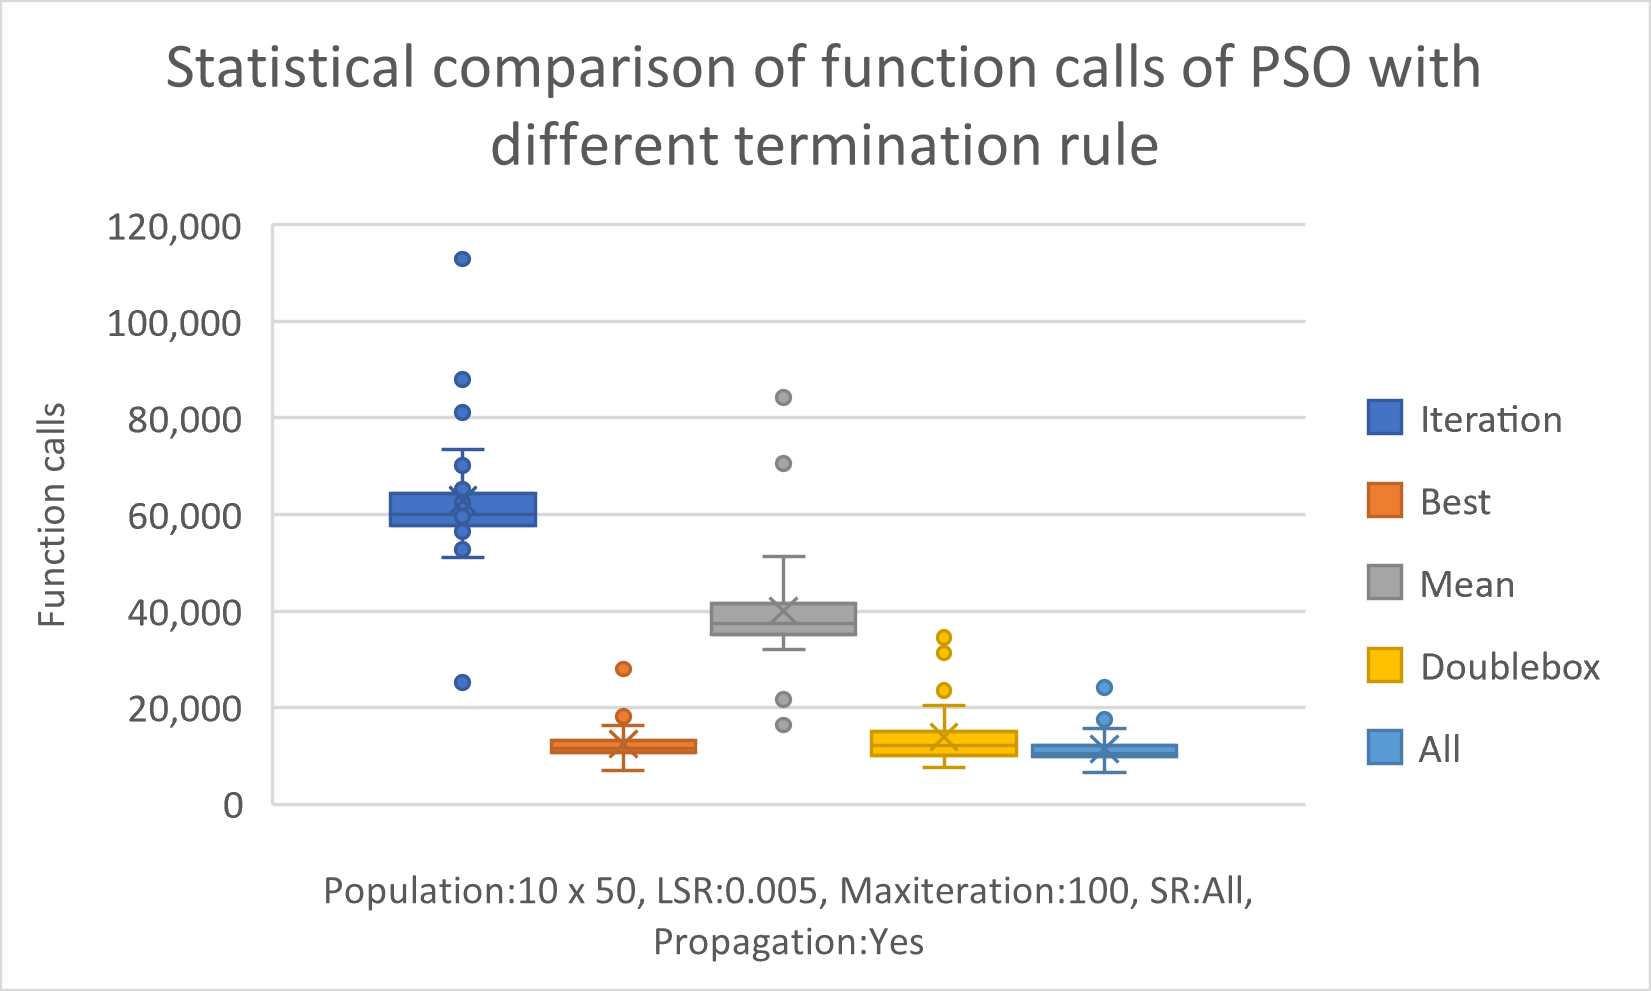 Statistical comparison of function calls of PSO with
different termination rule
120,000
100,000
80,000
60,000
40,000
20,000
0
Function calls
Iteration
Best
Mean
Doublebox
All
Population:10 x 50, LSR:0.005, Maxiteration:100, SR:All,
Propagation:Yes